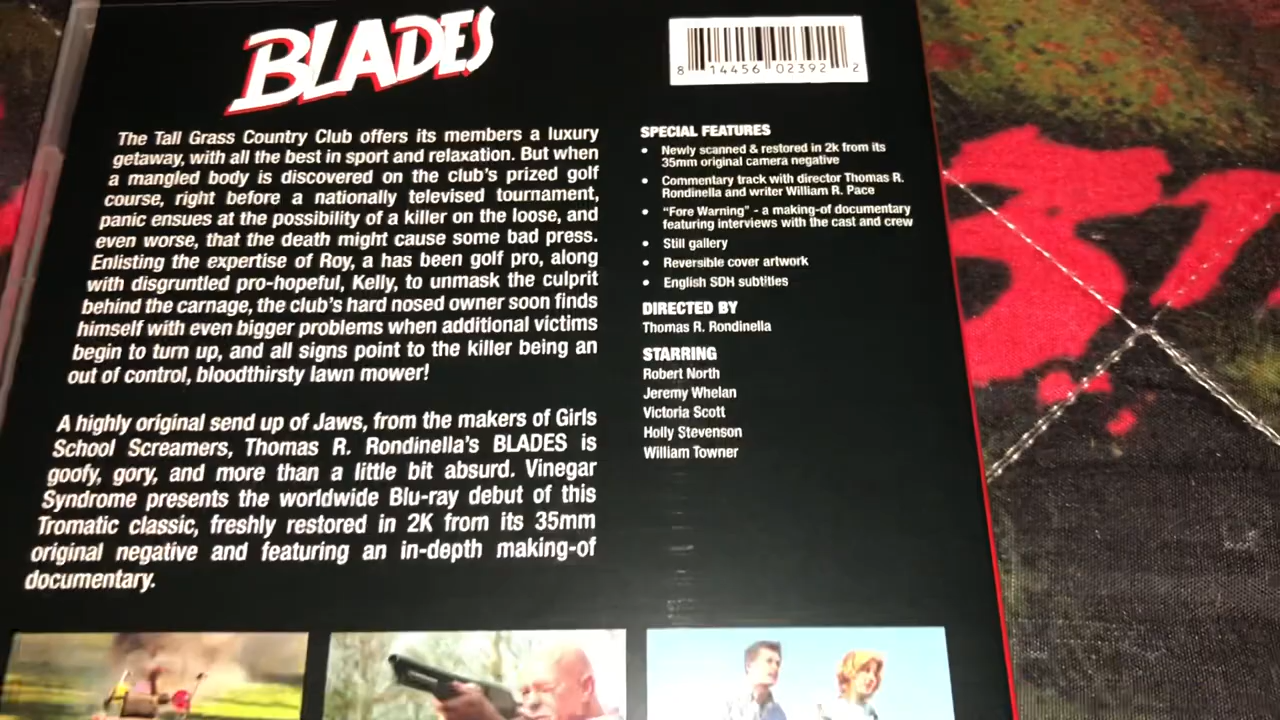 BLADES
The Tall Grass Country Club offers its members a luxury
getaway, with all the best in sport and relaxation. But when
a mangled body is discovered on the club's prized golf
course, right before a nationally televised tournament,
panic ensues at the possibility of a killer on the loose, and
even worse, that the death might cause some bad press.
Enlisting the expertise of Roy, a has been golf pro, along
with disgruntled pro-hopeful, Kelly, to unmask the culprit
behind the carnage, the club's hard nosed owner soon finds
himself with even bigger problems when additional victims
begin to turn up, and all signs point to the killer being an
out of control, bloodthirsty lawn mower!
A highly original send up of Jaws, from the makers of Girls
School Screamers, Thomas R. Rondinella's BLADES is
goofy, gory, and more than a little bit absurd. Vinegar
Syndrome presents the worldwide Blu-ray debut of this
Tromatic classic, freshly restored in 2K from its 35mm
original negative and featuring an in-depth making-of
documentary.
8 14456 02392 2
SPECIAL FEATURES
• Newly scanned & restored in 2k from its
35mm original camera negative
• Commentary track with director Thomas R.
Rondinella and writer William R. Pace
• "Fore Warning" - a making-of documentary
featuring interviews with the cast and crew
• Still gallery
• Reversible cover artwork
• English SDH subtitles
DIRECTED BY
Thomas R. Rondinella
STARRING
Robert North
Jeremy Whelan
Victoria Scott
Holly Stevenson
William Towner